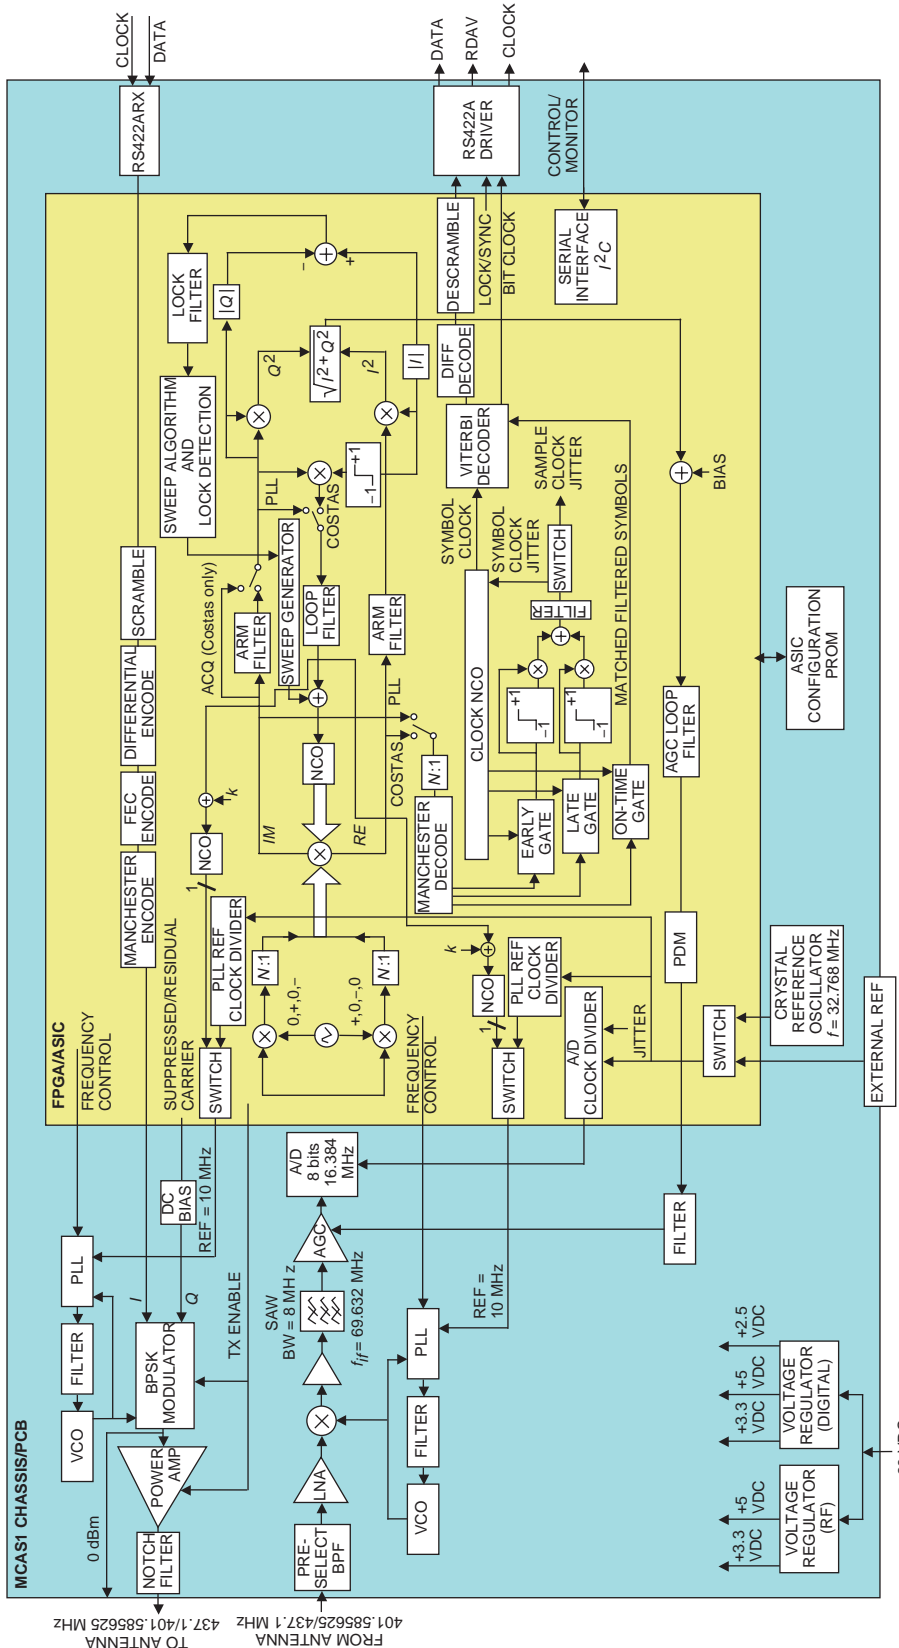 MCAS1 CHASSIS/PCB
FPGA/ASIC
CLOCK
DATA
RS422ARX
SCRAMBLE
DIFFERENTIAL
ENCODE
FEC
ENCODE
MANCHESTER
ENCODE
FREQUENCY
CONTROL
SUPPRESSED/RESIDUAL
CARRIER
DC
BIAS
PLL
FILTER
VCO
BPSK
MODULATOR
I
Q
REF = 10 MHz
TX ENABLE
POWER
AMP
0 dBm
NOTCH
FILTER
TO ANTENNA
437.1/401.585625 MHz
FROM ANTENNA
401.585625/437.1 MHz
PRE-
SELECT
BPF
LNA
SAW
BW = 8 MH z
fif = 69.632 MHz
AGC
A/D
8 bits
16.384
MHz
PLL
FILTER
VCO
REF =
10 MHz
FREQUENCY
CONTROL
SWITCH
PLL REF
CLOCK DIVIDER
NCO
1
k
+
N:1
N:1
×
×
0,+,0,-
+,0,-,0
×
IM
RE
NCO
+
SWEEP GENERATOR
LOOP
FILTER
ARM
FILTER
ACQ (Costas only)
ARM
FILTER
PLL
COSTAS
PLL
COSTAS
SWEEP ALGORITHM
AND
LOCK DETECTION
LOCK
FILTER
|Q|
Q2
√I2+Q2
I2
|I|
×
×
×
+1
–1
+
–
+
N:1
MANCHESTER
DECODE
CLOCK NCO
EARLY
GATE
LATE
GATE
ON-TIME
GATE
+1
–1
+1
–1
×
×
+
FILTER
SWITCH
SYMBOL
CLOCK
SYMBOL
CLOCK
JITTER
SAMPLE
CLOCK
JITTER
MATCHED FILTERED SYMBOLS
VITERBI
DECODER
DIFF
DECODE
DESCRAMBLE
LOCK/SYNC
BIT CLOCK
RS422A
DRIVER
DATA
RDAV
CLOCK
SERIAL
INTERFACE
I2C
CONTROL/
MONITOR
+
BIAS
AGC LOOP
FILTER
PDM
FILTER
k
+
NCO
1
PLL REF
CLOCK
DIVIDER
SWITCH
A/D
CLOCK DIVIDER
JITTER
SWITCH
CRYSTAL
REFERENCE
OSCILLATOR
f = 32.768 MHz
EXTERNAL REF
ASIC
CONFIGURATION
PROM
+3.3
VDC
+5
VDC
VOLTAGE
REGULATOR
(RF)
+3.3
VDC
+5
VDC
+2.5
VDC
VOLTAGE
REGULATOR
(DIGITAL)